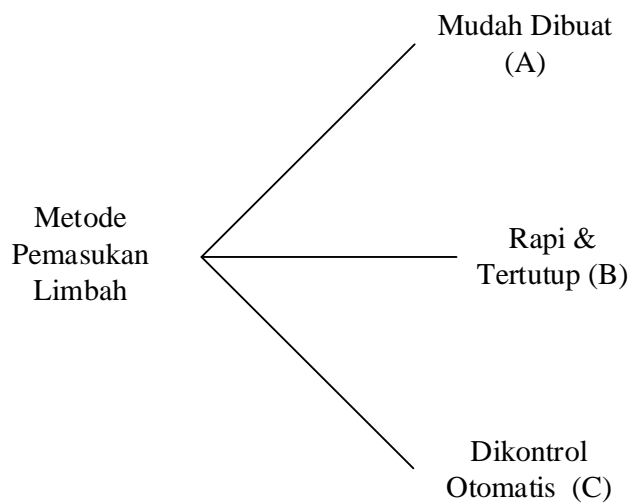 Mudah Dibuat
(A)
Metode
Pemasukan
Limbah
Rapi &
Tertutup (B)
Dikontrol
Otomatis (C)